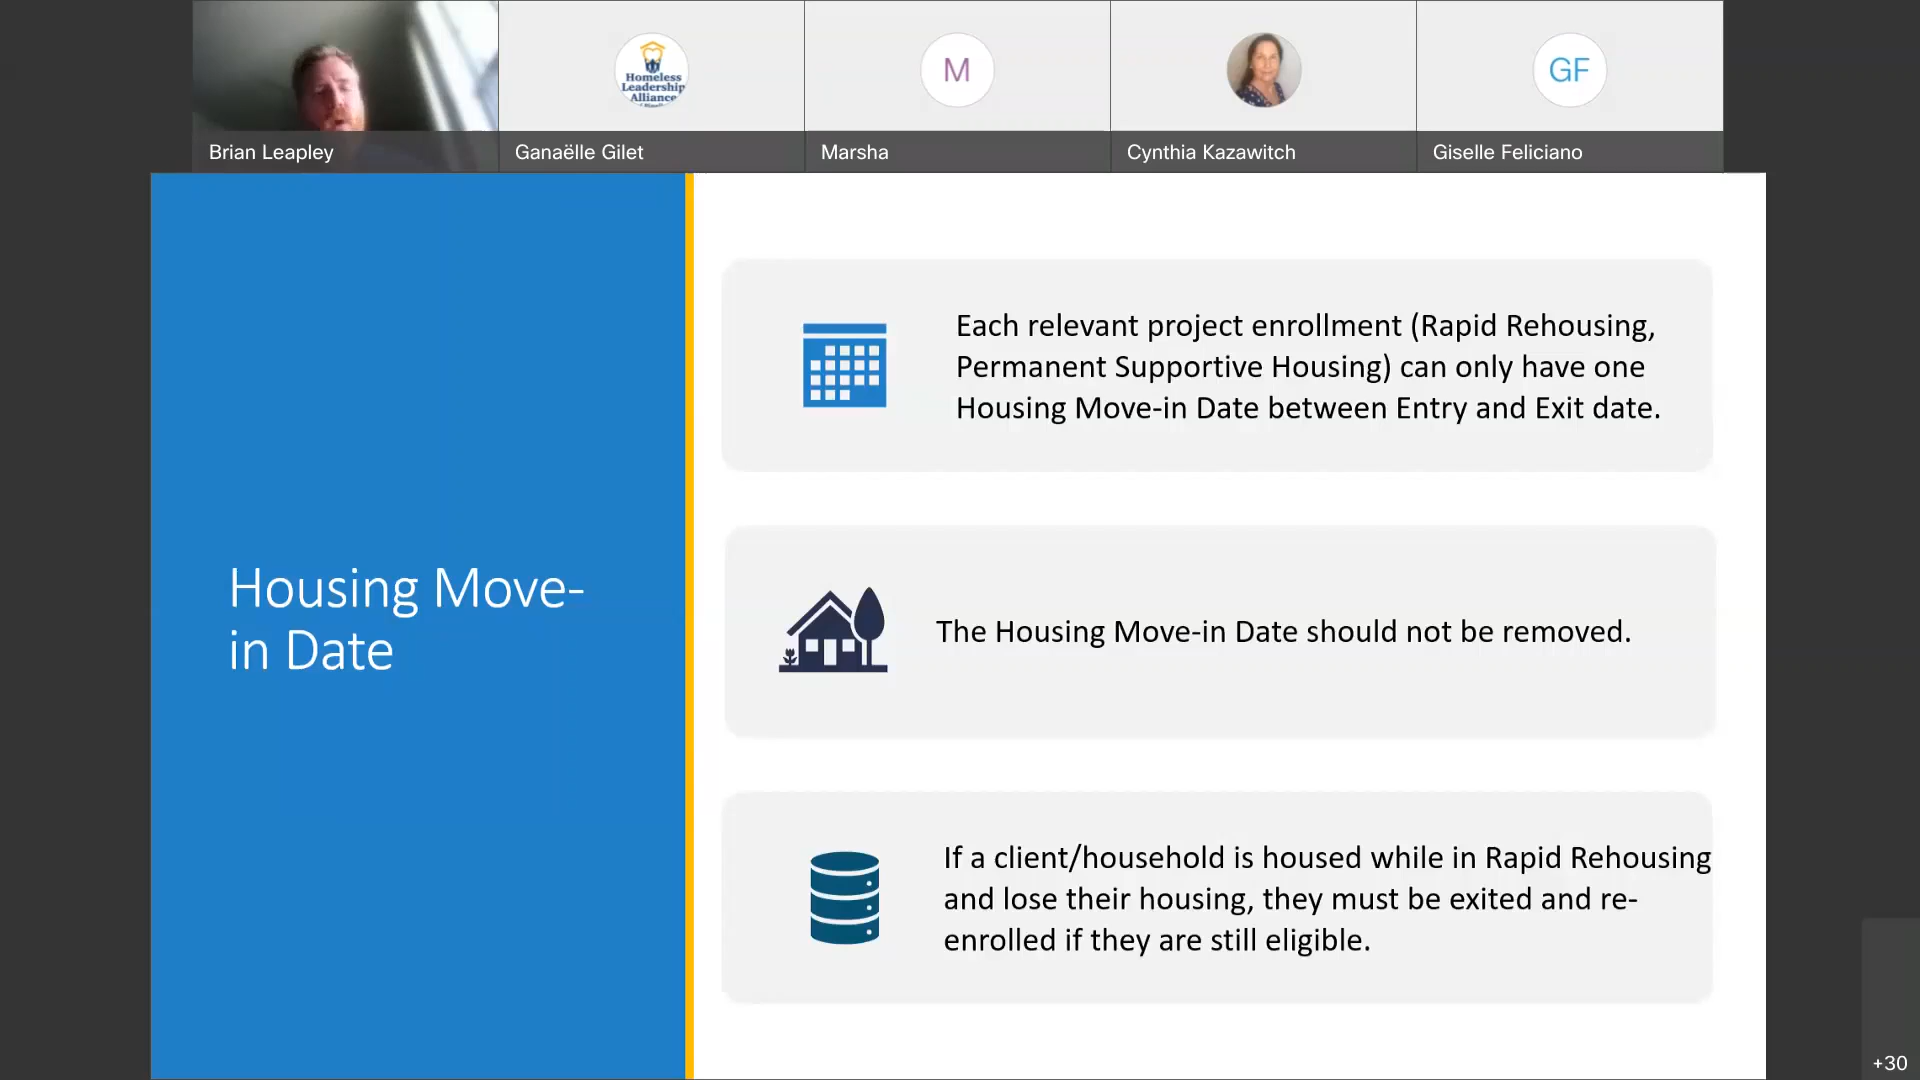 Homeless
Leadership
Alliance
M
GF
Brian Leapley
Ganaëlle Gilet
Marsha
Cynthia Kazawitch
Giselle Feliciano
Housing Move-
in Date
Each relevant project enrollment (Rapid Rehousing,
Permanent Supportive Housing) can only have one
Housing Move-in Date between Entry and Exit date.
The Housing Move-in Date should not be removed.
If a client/household is housed while in Rapid Rehousing
and lose their housing, they must be exited and re-
enrolled if they are still eligible.
+30